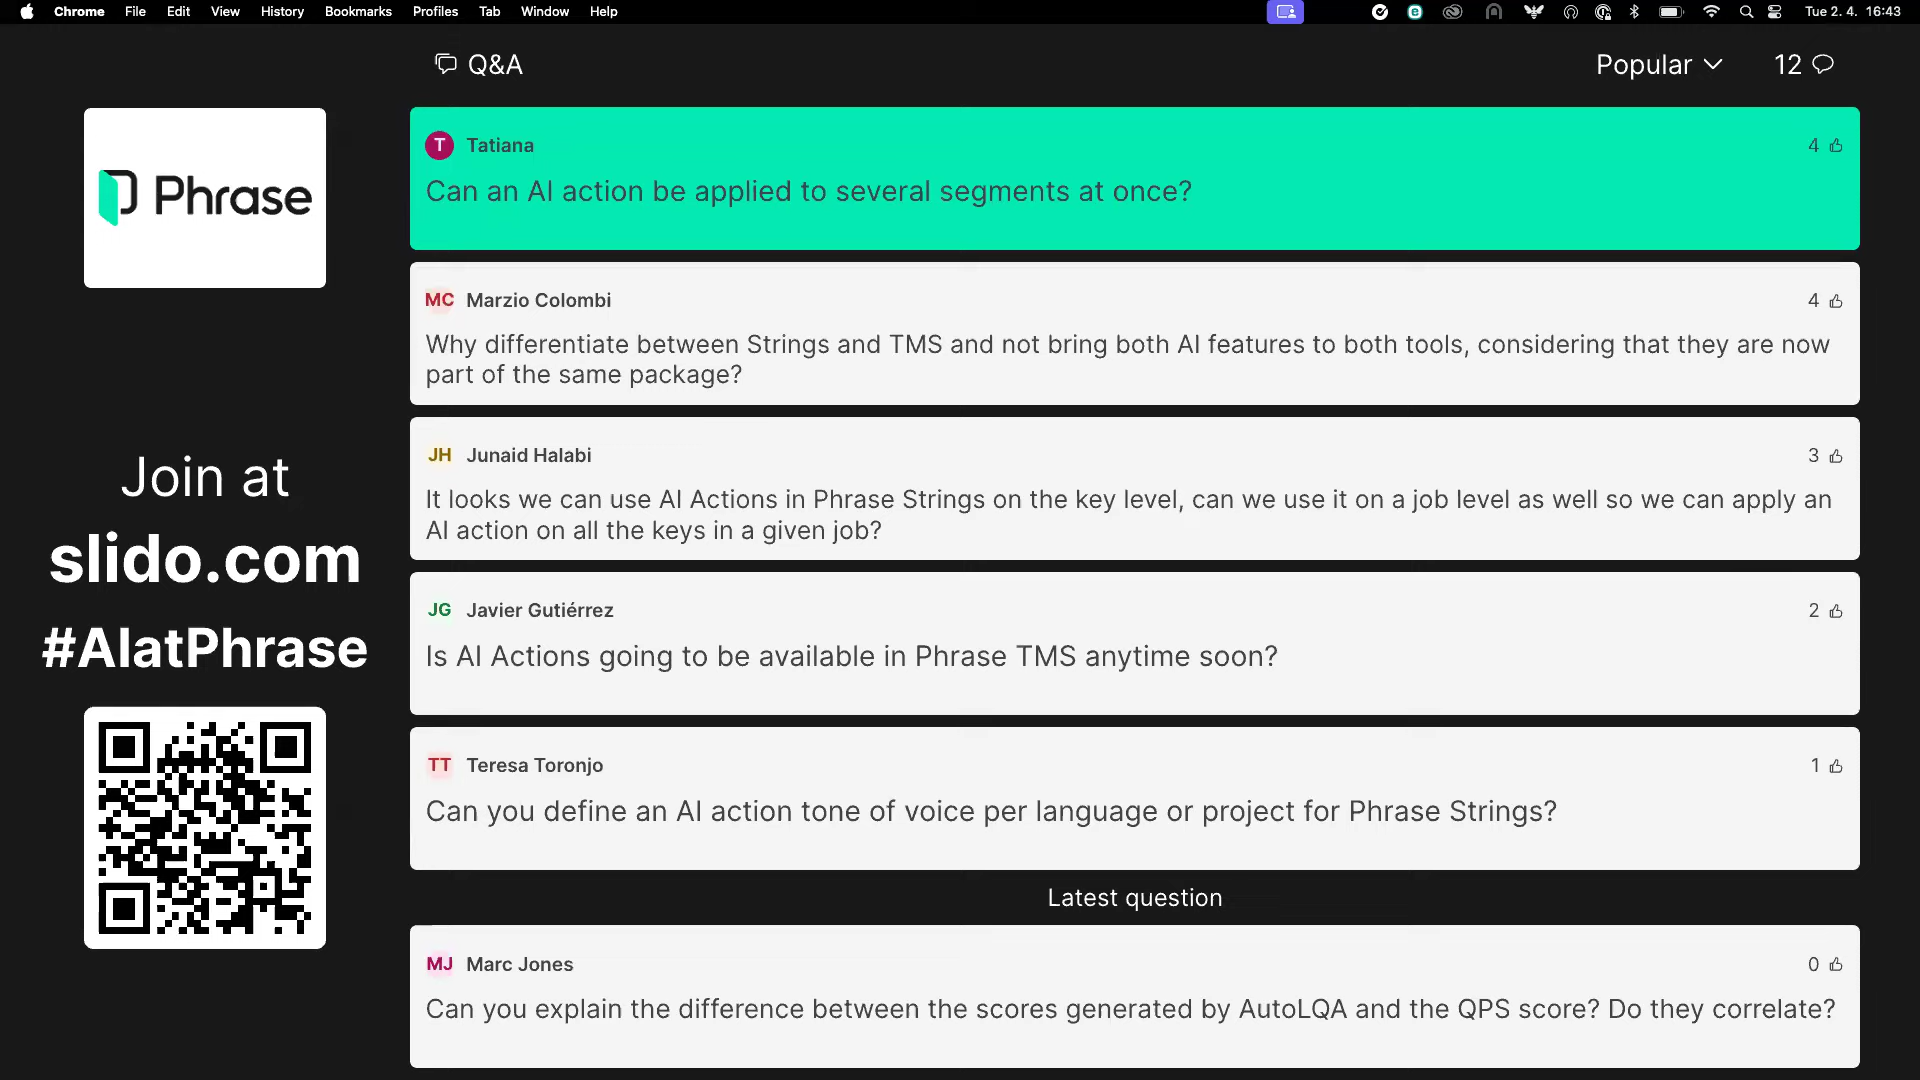 Chrome File Edit View History Bookmarks Profiles Tab Window Help Tue 2. 4. 16:43
Q&A Popular 12
Phrase
Join at
slido.com
#AIatPhrase
T Tatiana 4
Can an AI action be applied to several segments at once?
MC Marzio Colombi 4
Why differentiate between Strings and TMS and not bring both AI features to both tools, considering that they are now
part of the same package?
JH Junaid Halabi 3
It looks we can use AI Actions in Phrase Strings on the key level, can we use it on a job level as well so we can apply an
AI action on all the keys in a given job?
JG Javier Gutiérrez 2
Is AI Actions going to be available in Phrase TMS anytime soon?
TT Teresa Toronjo 1
Can you define an AI action tone of voice per language or project for Phrase Strings?
Latest question
MJ Marc Jones 0
Can you explain the difference between the scores generated by AutoLQA and the QPS score? Do they correlate?